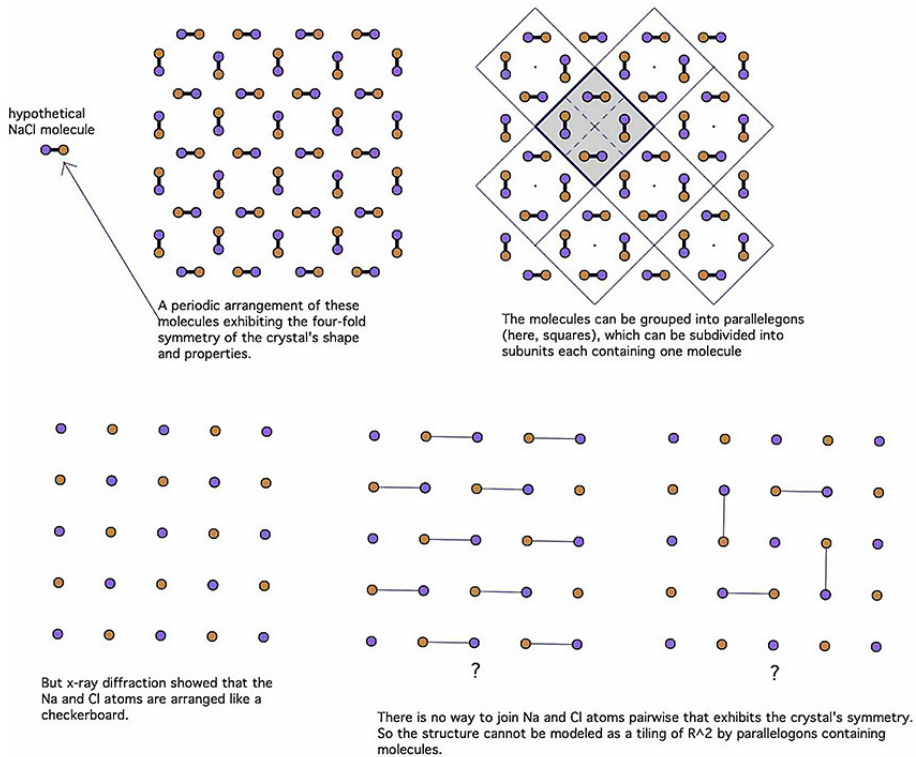 hypothetical
NaCl molecule
A periodic arrangement of these
molecules exhibiting the four-fold
symmetry of the crystal's shape
and properties.
The molecules can be grouped into parallelegons
(here, squares), which can be subdivided into
subunits each containing one molecule
But x-ray diffraction showed that the
Na and Cl atoms are arranged like a
checkerboard.
?
?
There is no way to join Na and Cl atoms pairwise that exhibits the crystal's symmetry.
So the structure cannot be modeled as a tiling of R^2 by parallelogons containing
molecules.